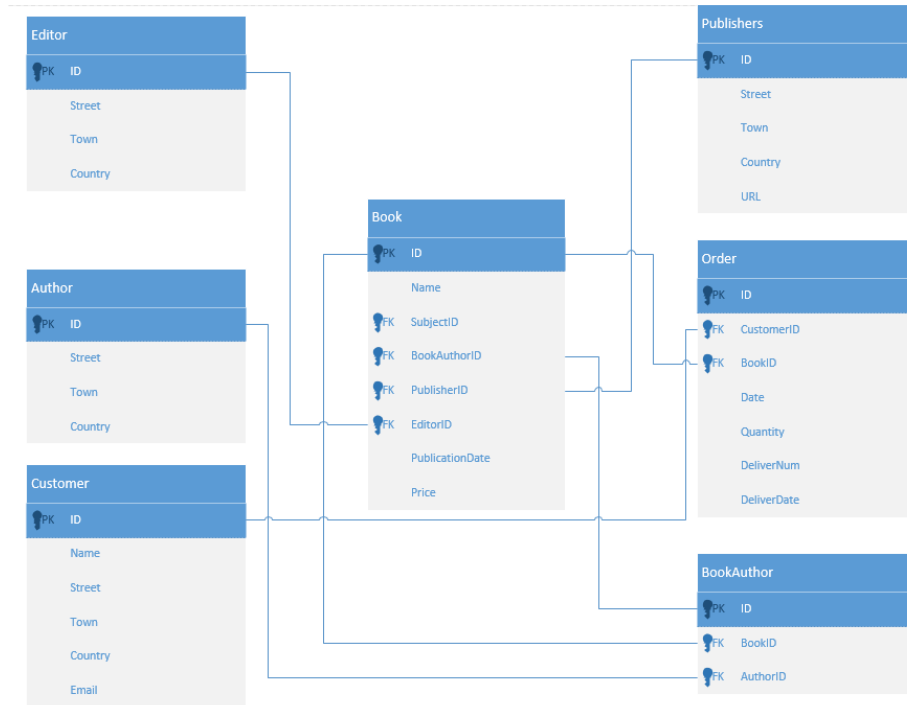 Editor
PK ID
Street
Town
Country
Author
PK ID
Street
Town
Country
Customer
PK ID
Name
Street
Town
Country
Email
Book
PK ID
Name
FK SubjectID
FK BookAuthorID
FK PublisherID
FK EditorID
PublicationDate
Price
Publishers
PK ID
Street
Town
Country
URL
Order
PK ID
FK CustomerID
FK BookID
Date
Quantity
DeliverNum
DeliverDate
BookAuthor
PK ID
FK BookID
FK AuthorID